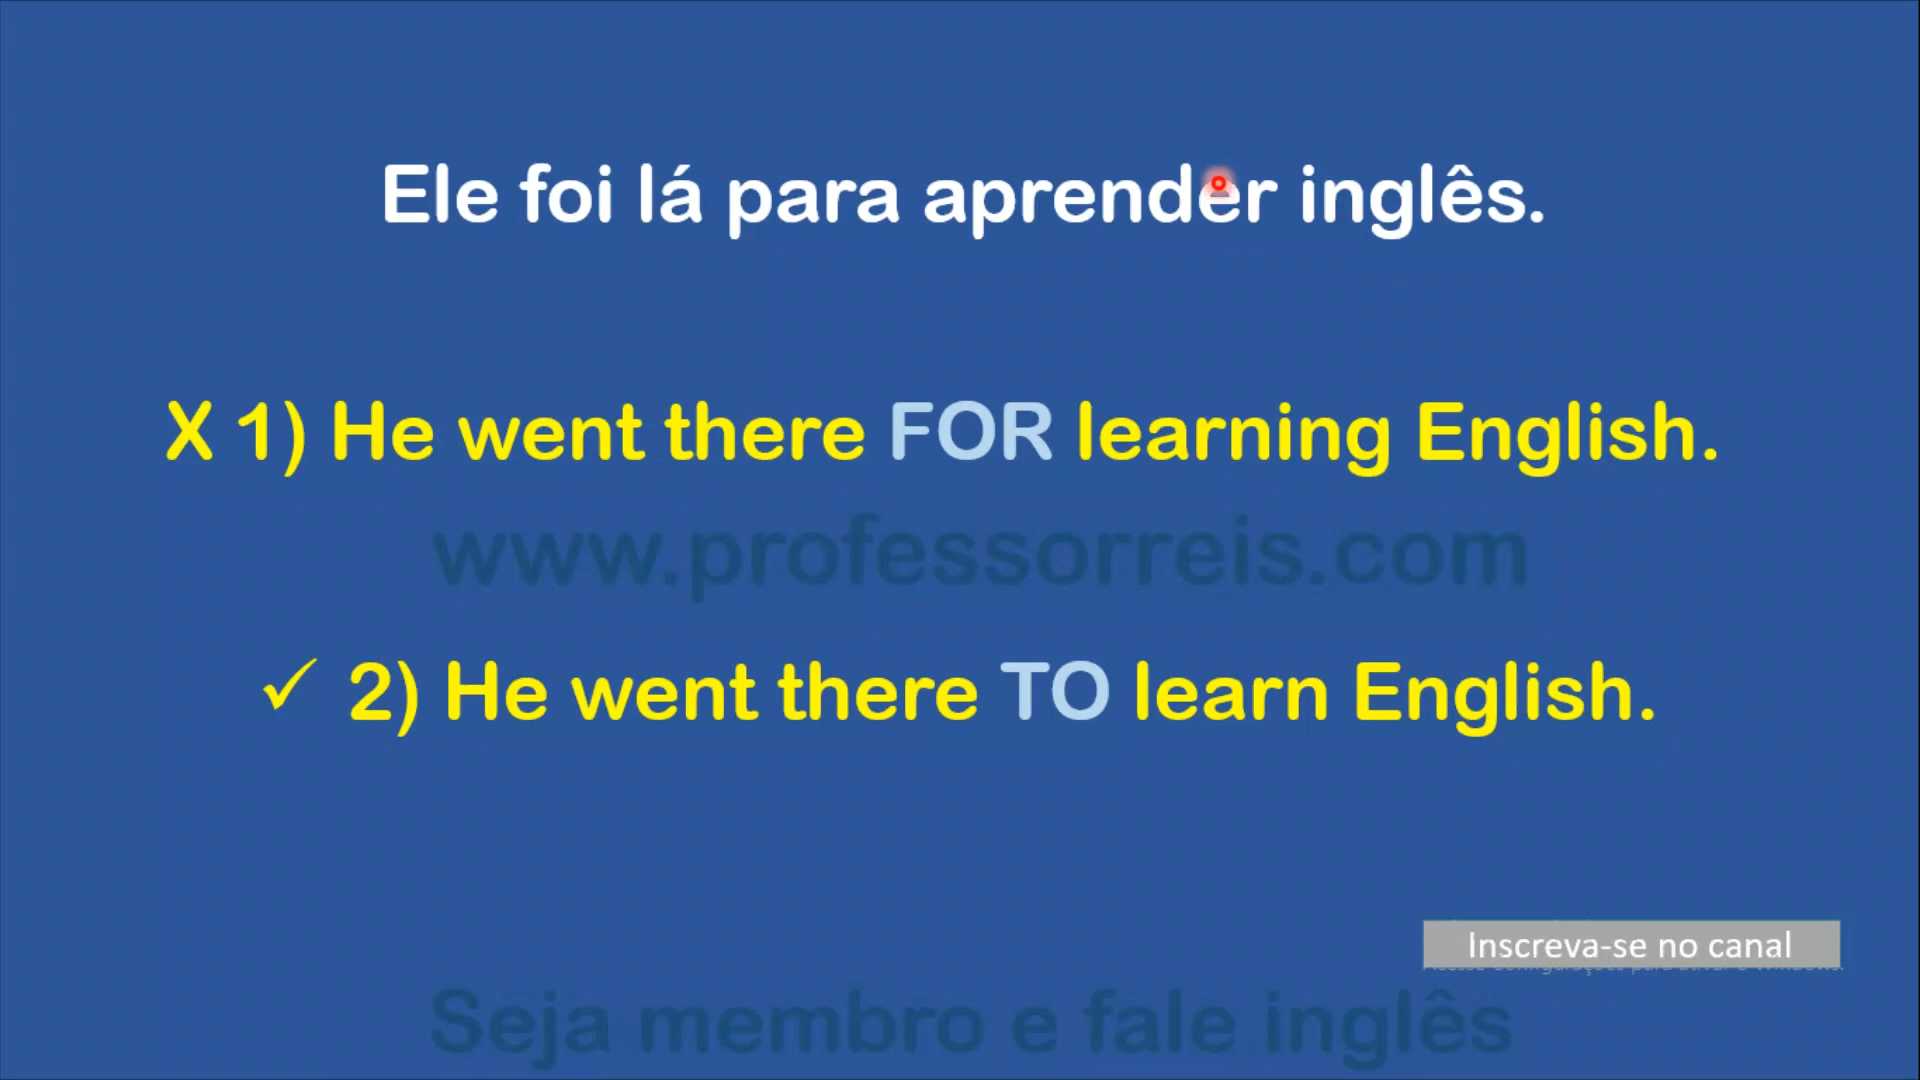 Ele foi lá para aprender inglês.
X 1) He went there FOR learning English.
www.professorreis.com
✓ 2) He went there TO learn English.
Inscreva-se no canal
Seja membro e fale inglês